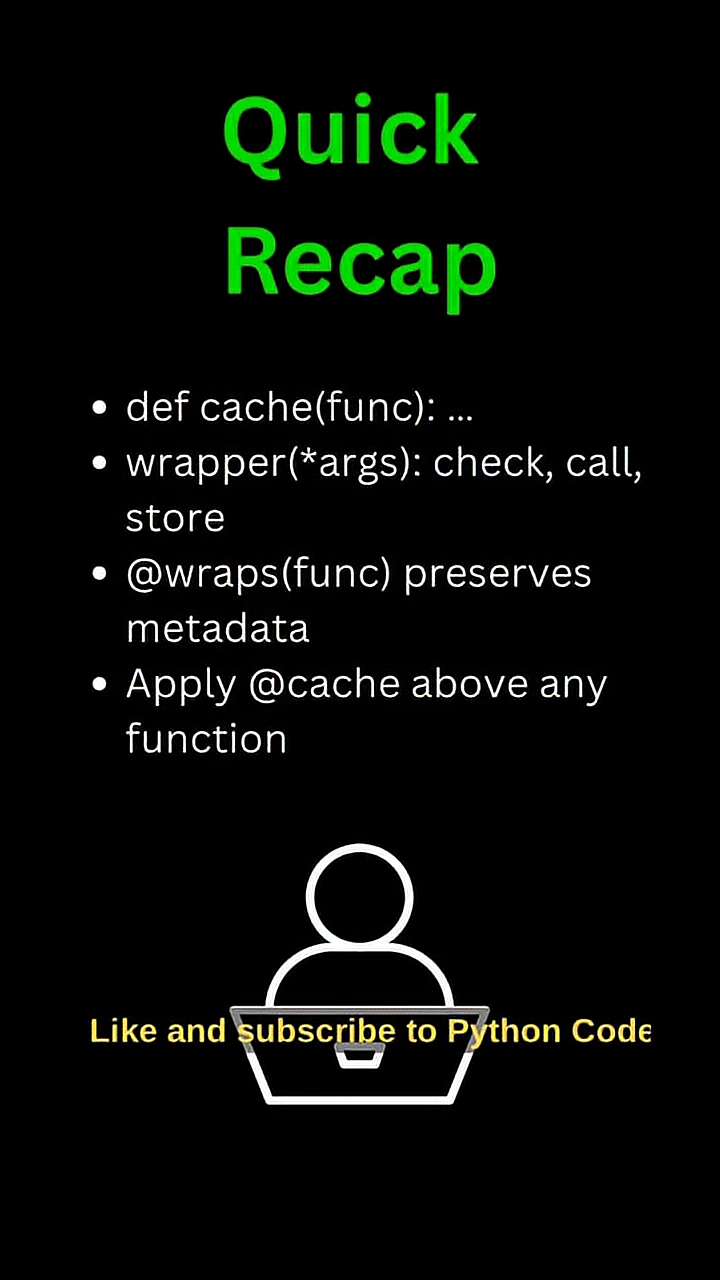 Quick
Recap
• def cache(func): ...
• wrapper(*args): check, call,
store
• @wraps(func) preserves
metadata
• Apply @cache above any
function
Like and subscribe to Python Code